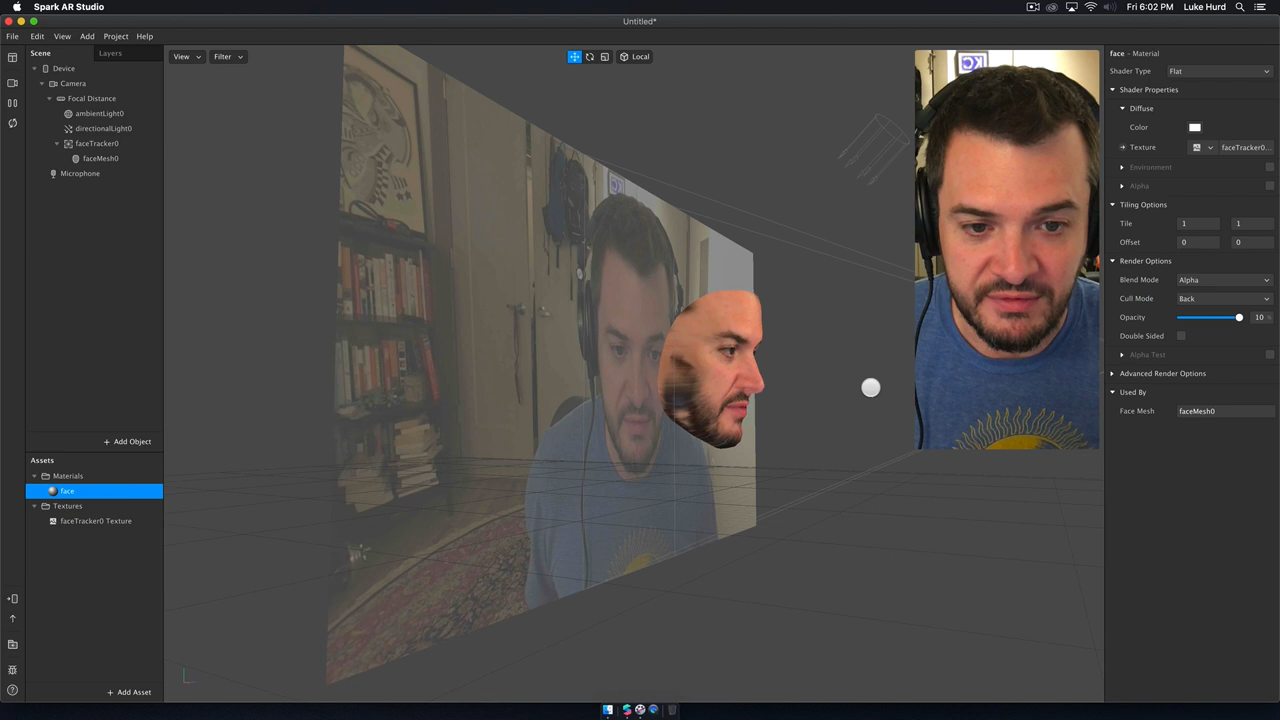 Spark AR Studio
Fri 6:02 PM Luke Hurd
Untitled*
File Edit View Add Project Help
Scene Layers
Device
Camera
Focal Distance
ambientLight0
directionalLight0
faceTracker0
faceMesh0
Microphone
+ Add Object
Assets
Materials
face
Textures
faceTracker0 Texture
+ Add Asset
View Filter
Local
KC
face – Material
Shader Type Flat
Shader Properties
Diffuse
Color
Texture faceTracker0...
Environment
Alpha
Tiling Options
Tile 1 1
Offset 0 0
Render Options
Blend Mode Alpha
Cull Mode Back
Opacity 10
Double Sided
Alpha Test
Advanced Render Options
Used By
Face Mesh faceMesh0